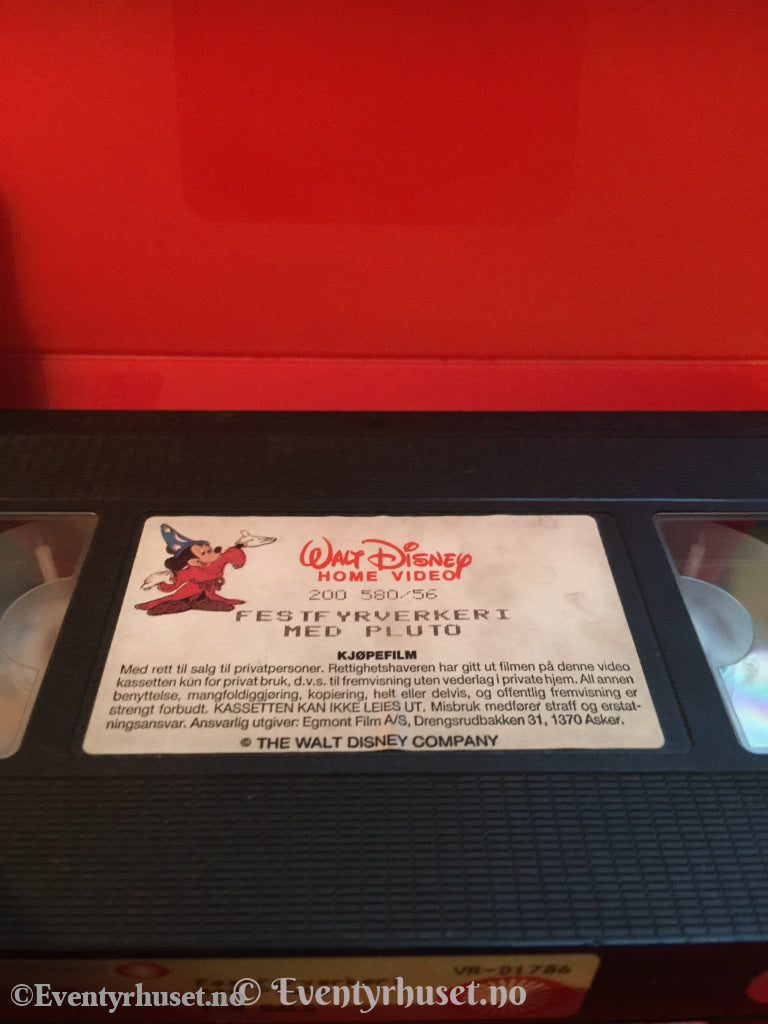 WALT DISNEY
HOME VIDEO
200 580/56
FESTFYRVERKERI
MED PLUTO
KJØPEFILM
Med rett til salg til privatpersoner. Rettighetshaveren har gitt ut filmen på denne video
kassetten kun for privat bruk, d.v.s. til fremvisning uten vederlag i private hjem. All annen
benyttelse, mangfoldiggjøring, kopiering, helt eller delvis, og offentlig fremvisning er
strengt forbudt. KASSETTEN KAN IKKE LEIES UT. Misbruk medfører straff og erstat-
ningsansvar. Ansvarlig utgiver: Egmont Film A/S, Drengsrudbakken 31, 1370 Asker.
© THE WALT DISNEY COMPANY
VR-D1786
©Eventyrhuset.no © Eventyrhuset.no